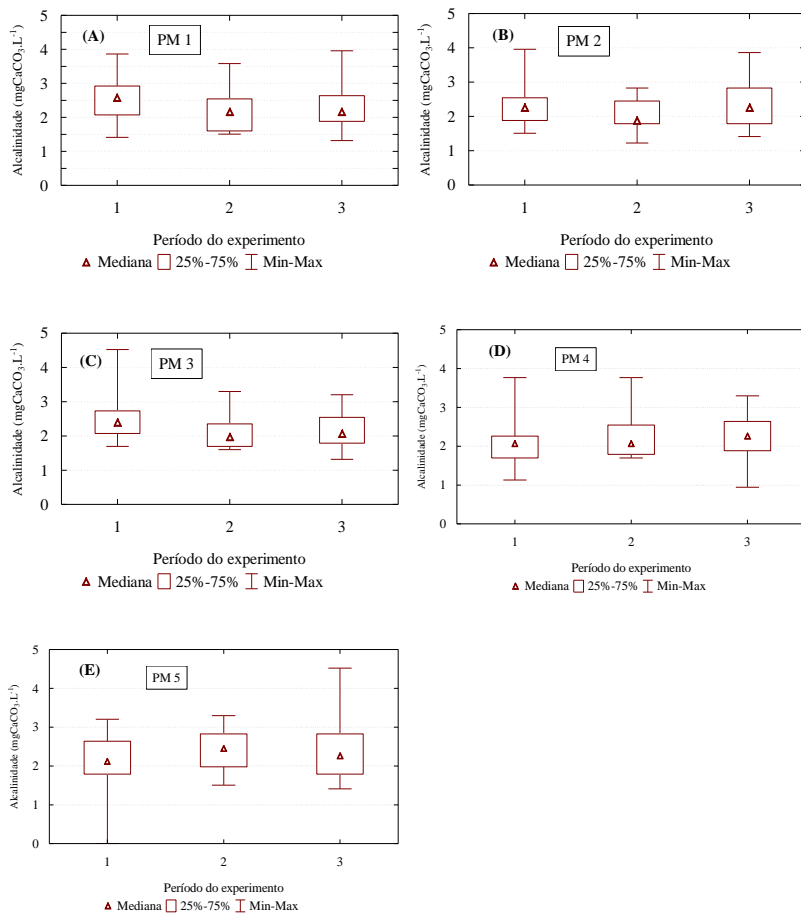 (A)
PM 1
Alcalinidade (mgCaCO₃.L⁻¹)
5
4
3
2
1
0
1 2 3
Período do experimento
Mediana 25%-75% Min-Max
(B)
PM 2
Alcalinidade (mgCaCO₃.L⁻¹)
5
4
3
2
1
0
1 2 3
Período do experimento
Mediana 25%-75% Min-Max
(C)
PM 3
Alcalinidade (mgCaCO₃.L⁻¹)
5
4
3
2
1
0
1 2 3
Período do experimento
Mediana 25%-75% Min-Max
(D)
PM 4
Alcalinidade (mgCaCO₃.L⁻¹)
5
4
3
2
1
0
1 2 3
Período do experimento
Mediana 25%-75% Min-Max
(E)
PM 5
Alcalinidade (mgCaCO₃.L⁻¹)
5
4
3
2
1
0
1 2 3
Período do experimento
Mediana 25%-75% Min-Max